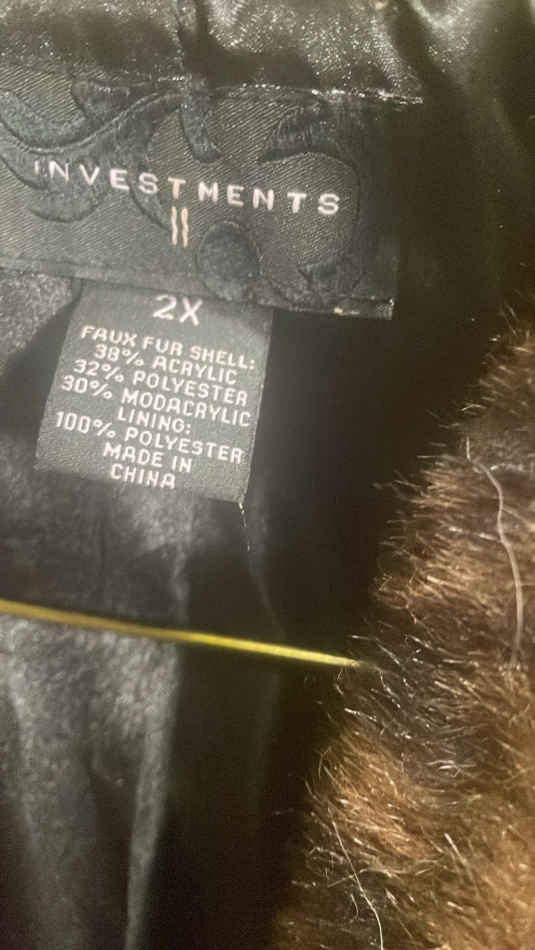 INVESTMENTS
II
2X
FAUX FUR SHELL:
38% ACRYLIC
32% POLYESTER
30% MODACRYLIC
LINING:
100% POLYESTER
MADE IN
CHINA